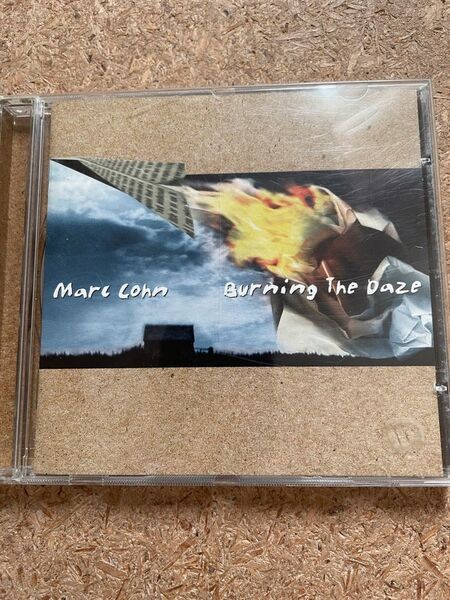 Marc Cohn
Burning The Daze